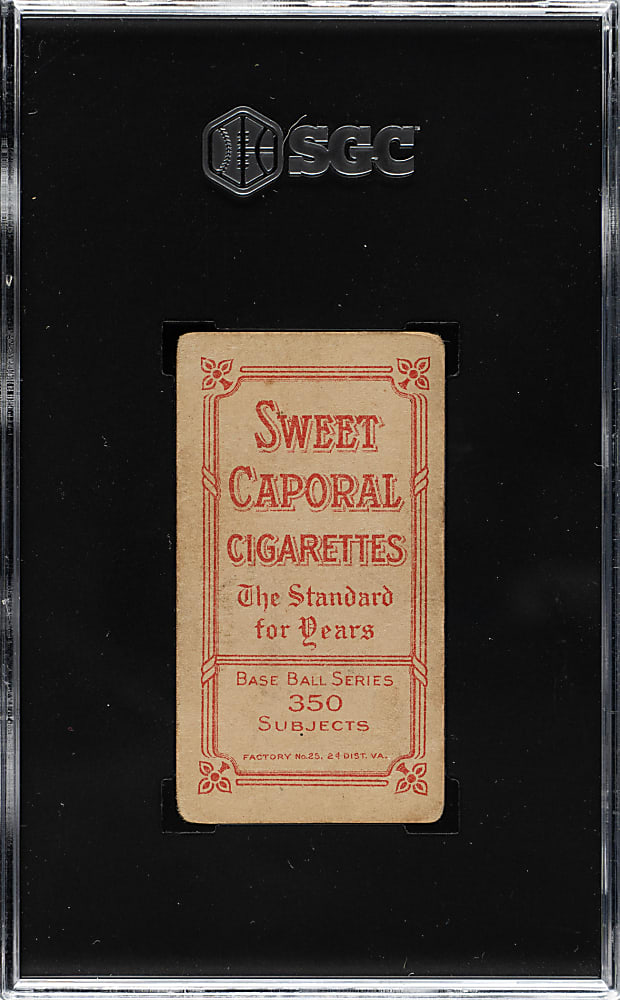 SGC
SWEET
CAPORAL
CIGARETTES
The Standard
for Years
BASE BALL SERIES
350
SUBJECTS
FACTORY No. 25, 2d DIST. VA.